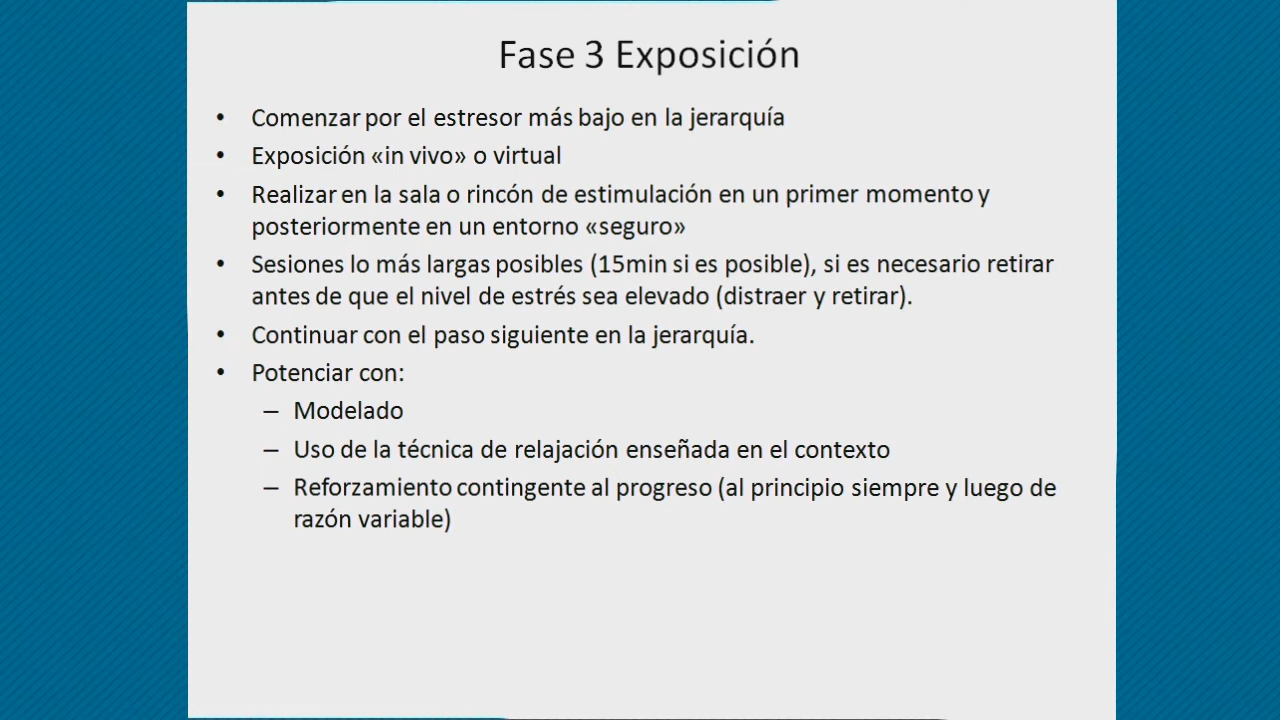 Fase 3 Exposición
• Comenzar por el estresor más bajo en la jerarquía
• Exposición «in vivo» o virtual
• Realizar en la sala o rincón de estimulación en un primer momento y
posteriormente en un entorno «seguro»
• Sesiones lo más largas posibles (15min si es posible), si es necesario retirar
antes de que el nivel de estrés sea elevado (distraer y retirar).
• Continuar con el paso siguiente en la jerarquía.
• Potenciar con:
– Modelado
– Uso de la técnica de relajación enseñada en el contexto
– Reforzamiento contingente al progreso (al principio siempre y luego de
razón variable)